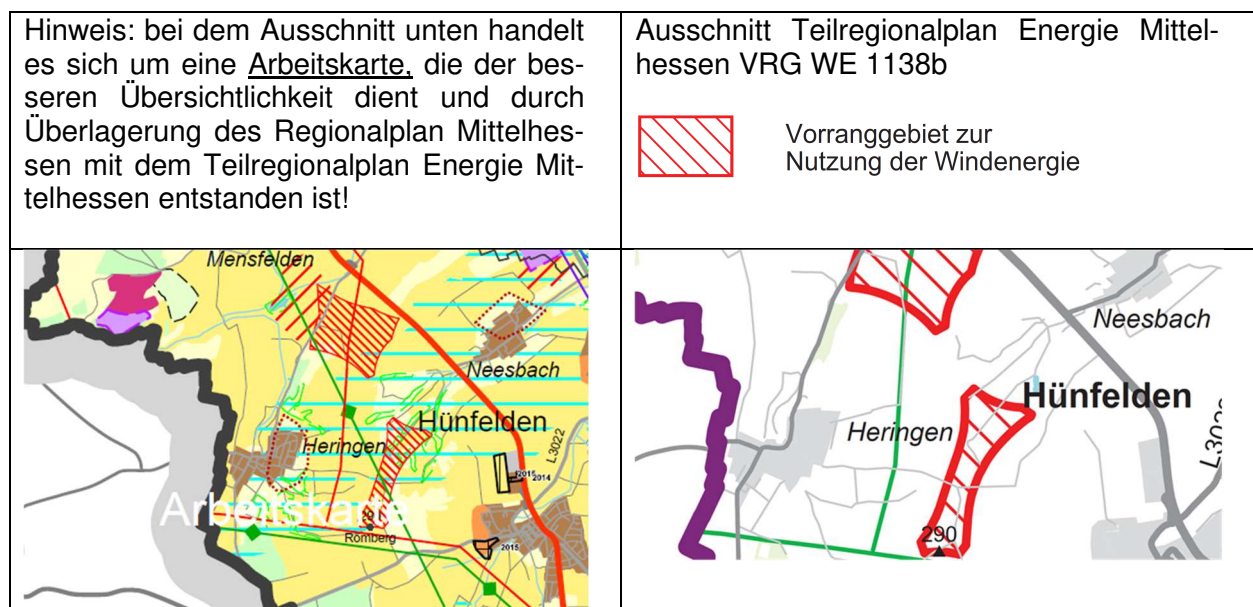 Hinweis: bei dem Ausschnitt unten handelt
es sich um eine Arbeitskarte, die der bes-
seren Übersichtlichkeit dient und durch
Überlagerung des Regionalplan Mittelhes-
sen mit dem Teilregionalplan Energie Mit-
telhessen entstanden ist!
Ausschnitt Teilregionalplan Energie Mittel-
hessen VRG WE 1138b
Vorranggebiet zur
Nutzung der Windenergie
Mensfelden
Neesbach
Hünfelden
Heringen
L3022
2015
2014
Arbeitskarte
Romberg
2015
Neesbach
Hünfelden
Heringen
290